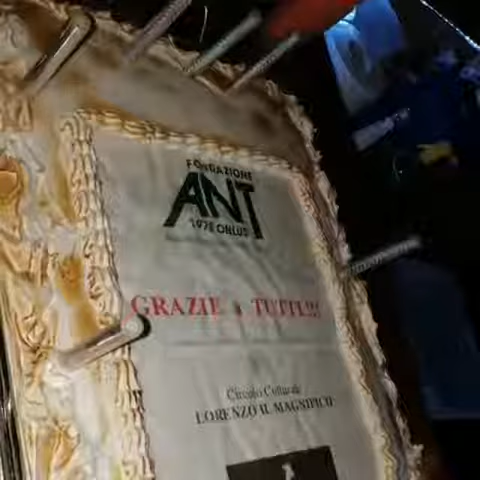 FONDAZIONE
ANT
1978 ONLUS
GRAZIE a TUTTI!!!
Circolo Culturale
LORENZO IL MAGNIFICO